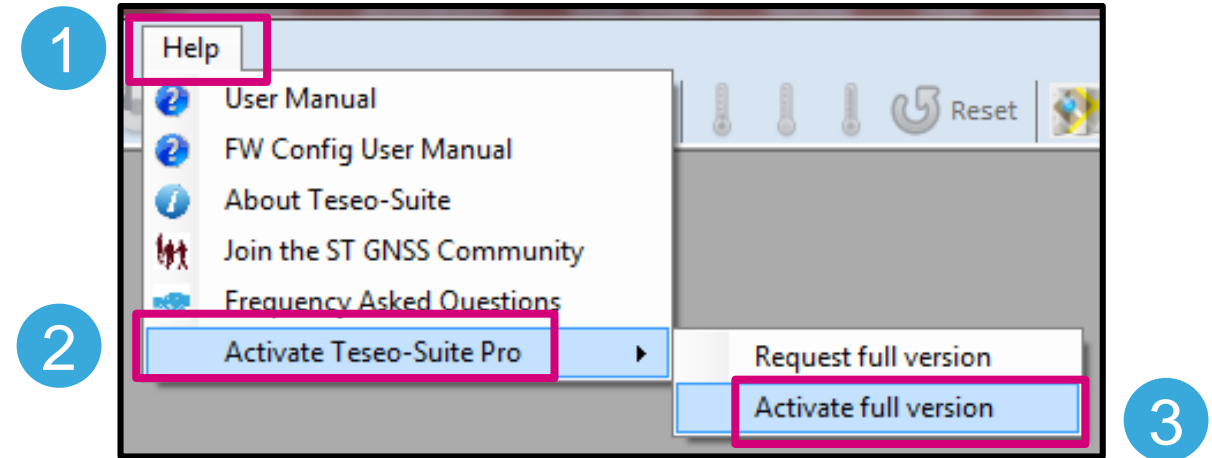 1
Help
User Manual
Reset
FW Config User Manual
About Teseo-Suite
Join the ST GNSS Community
Frequency Asked Questions
2
Activate Teseo-Suite Pro
Request full version
Activate full version
3